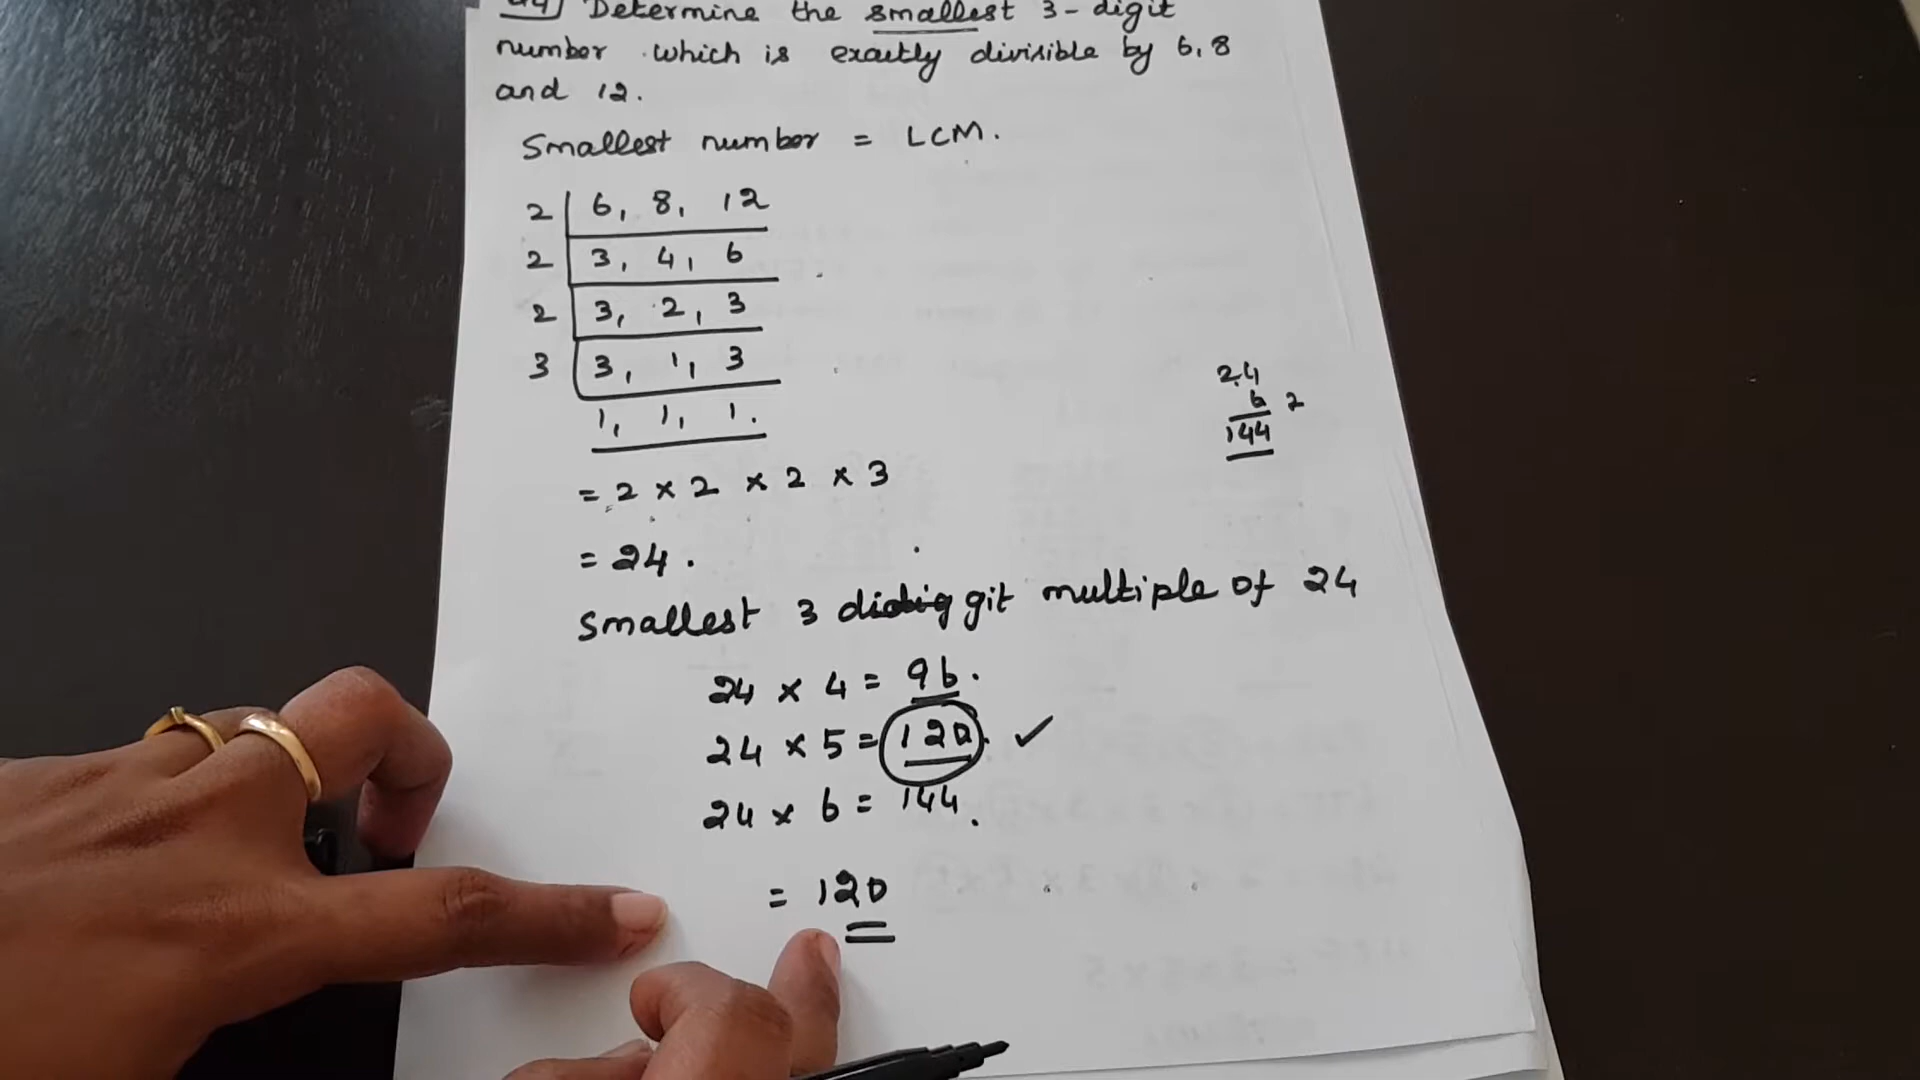 Determine the smallest 3-digit
number which is exactly divisible by 6, 8
and 12.
Smallest number = LCM.
2 | 6, 8, 12
2 | 3, 4, 6
2 | 3, 2, 3
3 | 3, 1, 3
1, 1, 1.
= 2 × 2 × 2 × 3
= 24.
24
6 2
144
Smallest 3 git multiple of 24
24 × 4 = 96.
24 × 5 = 120. ✓
24 × 6 = 144.
= 120